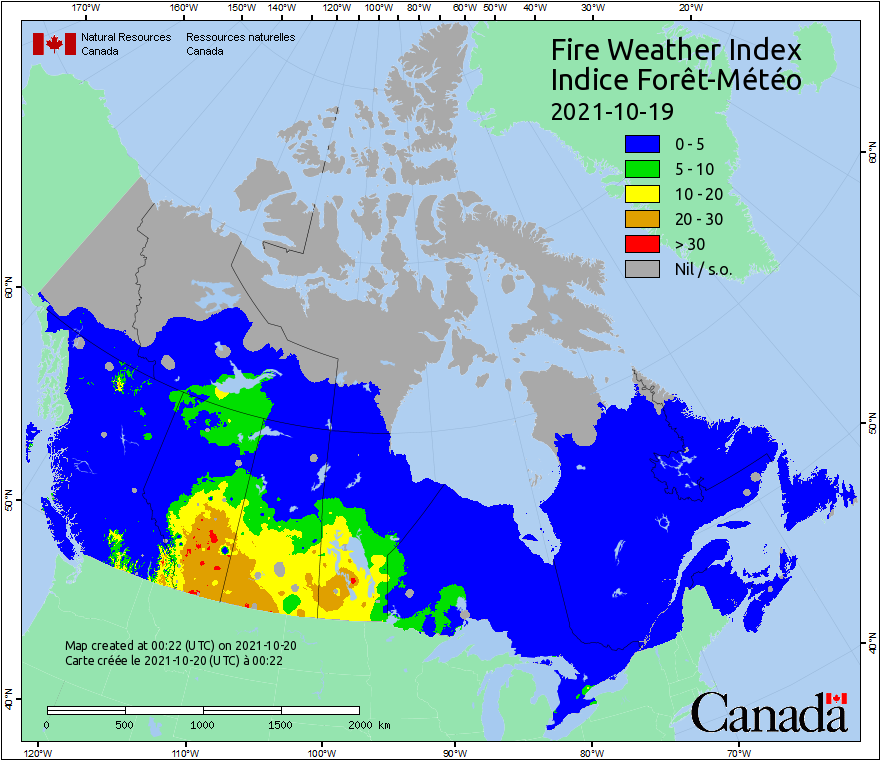 170°W 160°W 150°W 140°W 120°W 110°W 100°W 90°W 80°W 60°W 50°W 40°W 30°W 20°W
Natural Resources Ressources naturelles
Canada Canada
Fire Weather Index
Indice Forêt-Météo
2021-10-19
0 - 5
5 - 10
10 - 20
20 - 30
> 30
Nil / s.o.
60°N
60°N
50°N
50°N
40°N
40°N
Map created at 00:22 (UTC) on 2021-10-20
Carte créée le 2021-10-20 (UTC) à 00:22
0 500 1000 1500 2000 km
Canada
120°W 110°W 100°W 90°W 80°W 70°W